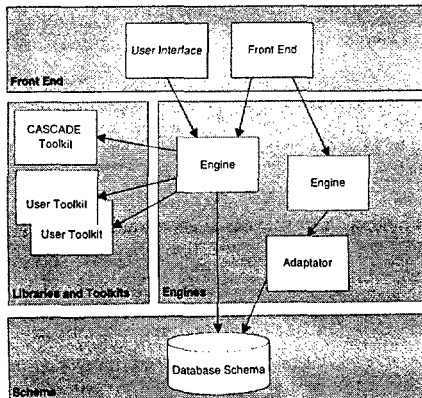 User Interface
Front End
Front End
CASCADE
Toolkit
User Toolkit
User Toolkit
Libraries and Toolkits
Engine
Engine
Adaptator
Engines
Database Schema
Schema